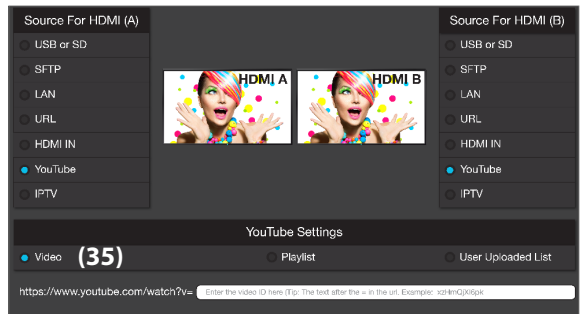 Source For HDMI (A)
USB or SD
SFTP
LAN
URL
HDMI IN
YouTube
IPTV
HDMI A
HDMI B
Source For HDMI (B)
USB or SD
SFTP
LAN
URL
HDMI IN
YouTube
IPTV
YouTube Settings
Video (35) Playlist User Uploaded List
https://www.youtube.com/watch?v= Enter the video ID here (Tip: The text after the = in the url. Example: xzHmQjXI6pk